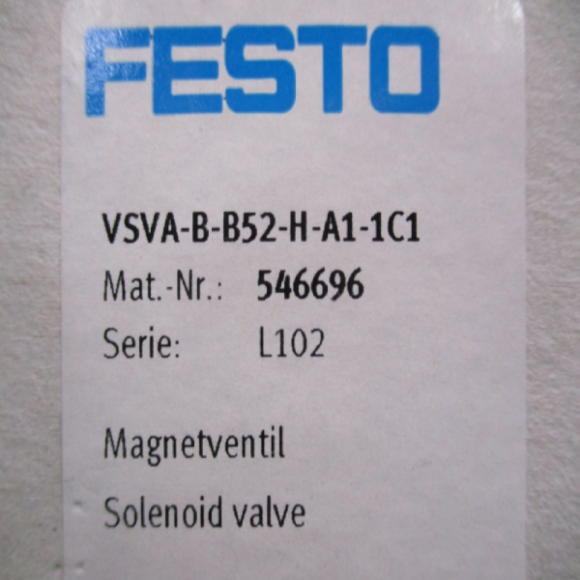 FESTO
VSVA-B-B52-H-A1-1C1
Mat.-Nr.: 546696
Serie: L102
Magnetventil
Solenoid valve